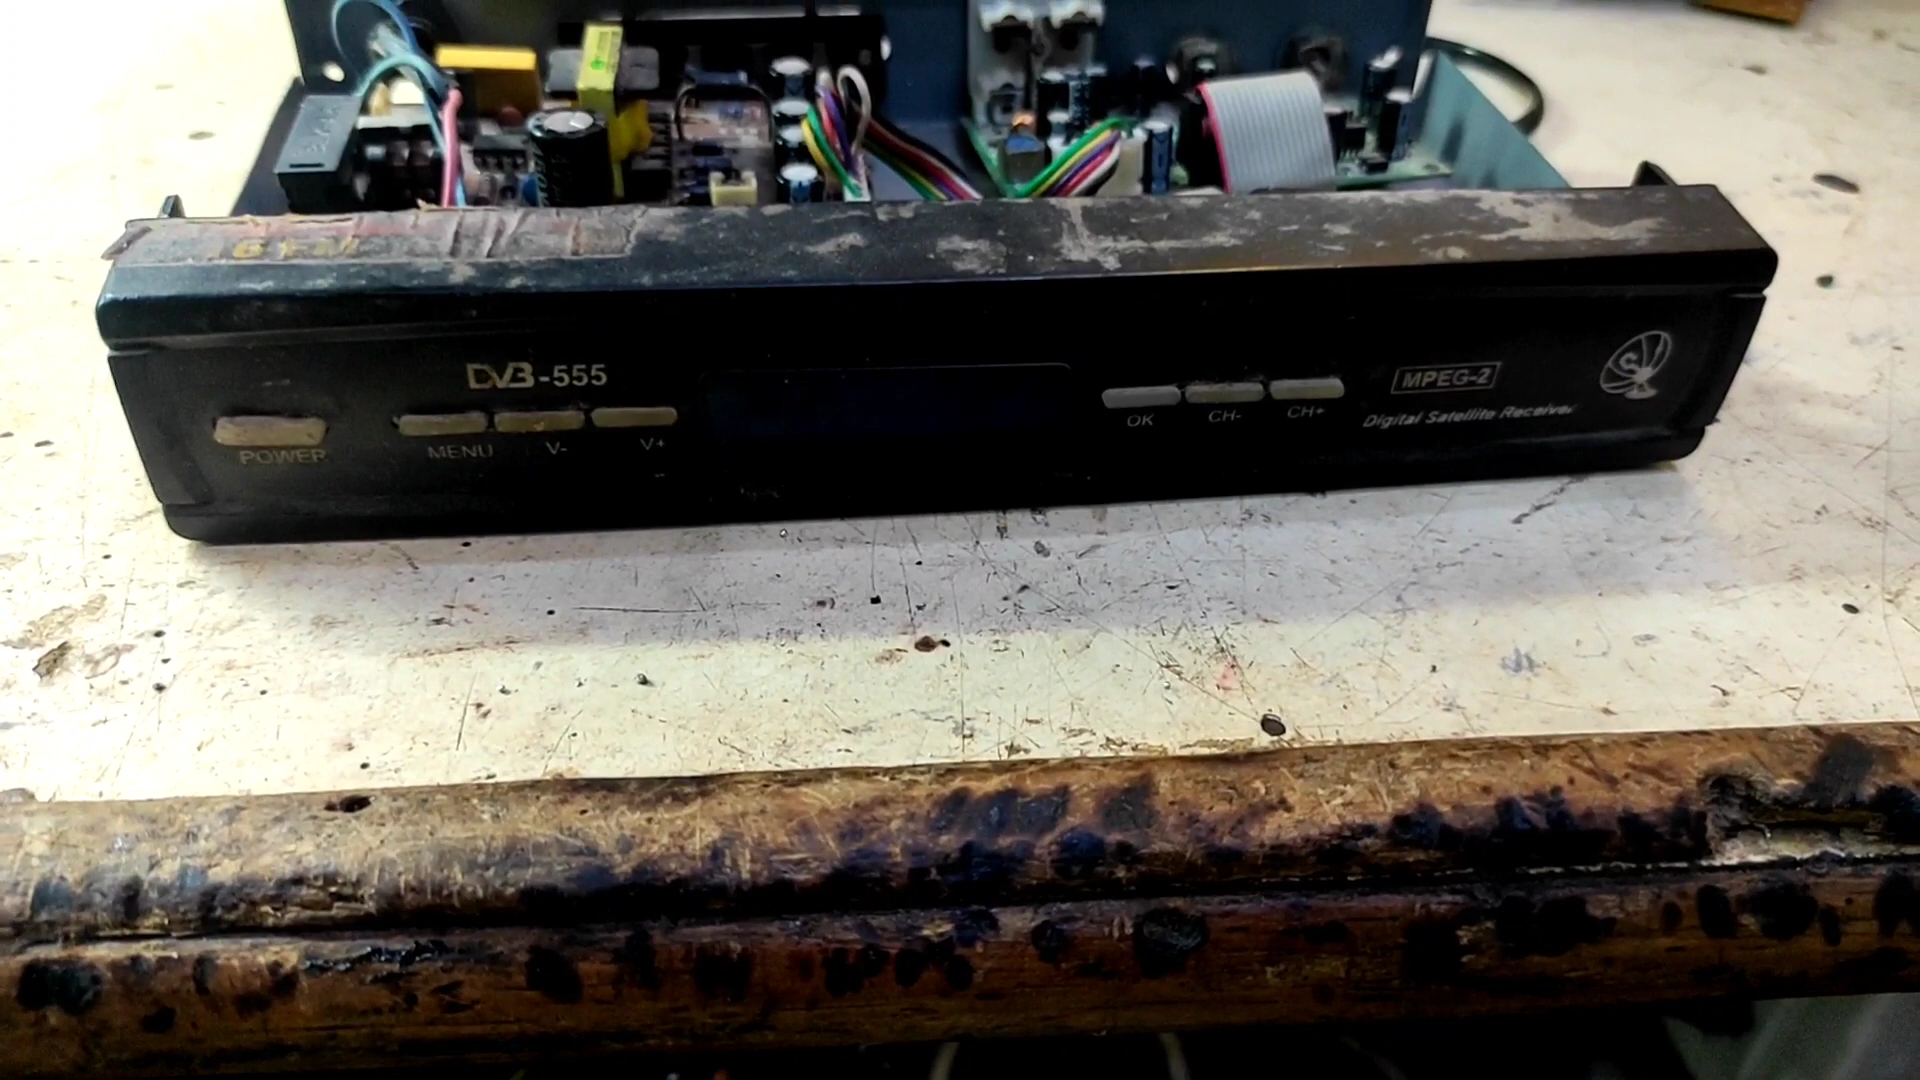 DVB-555
POWER
MENU
V-
V+
OK
CH-
CH+
MPEG-2
Digital Satellite Receiver